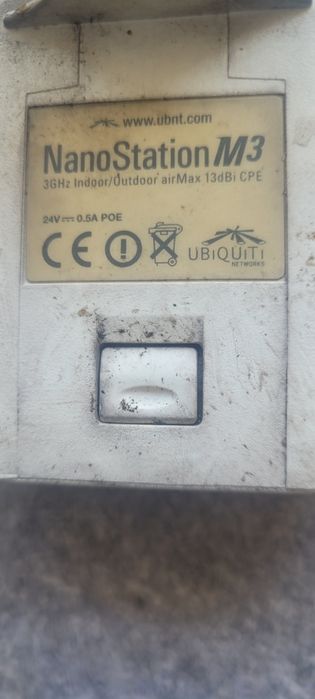 www.ubnt.com
NanoStation M3
3GHz Indoor/Outdoor airMax 13dBi CPE
24V⎓ 0.5A POE
CE
UBiQUiTi
NETWORKS